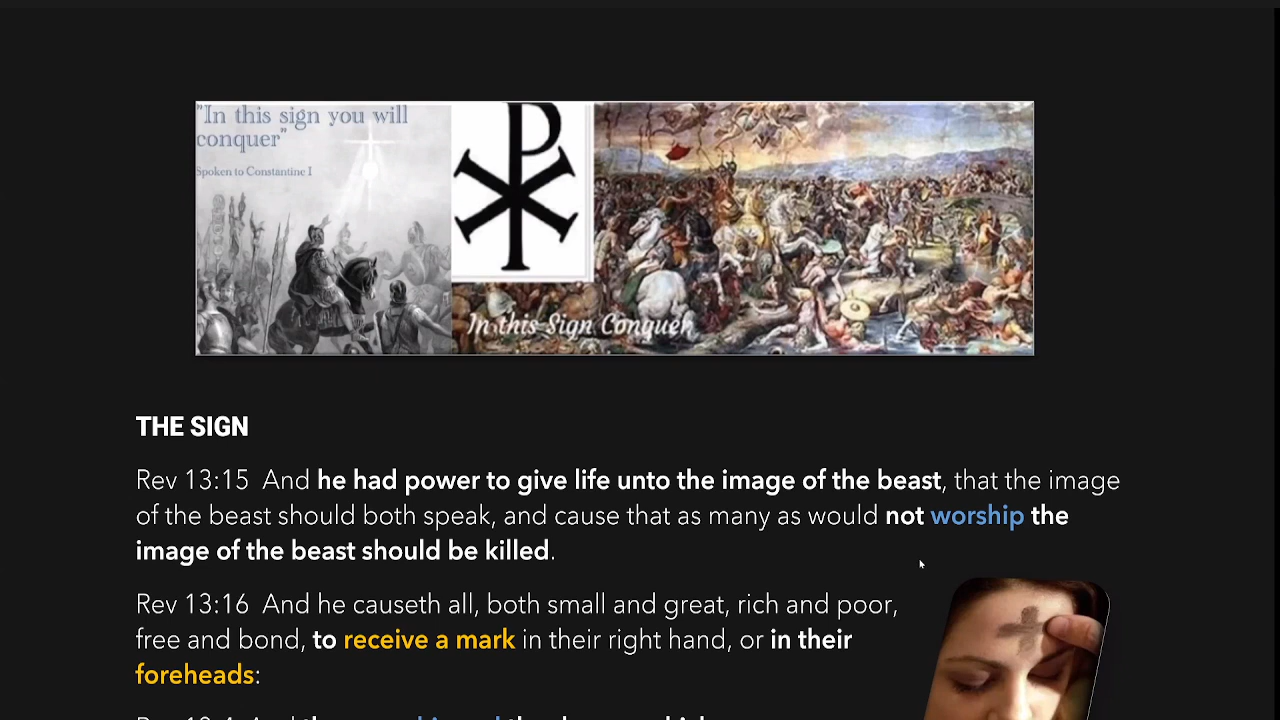 "In this sign you will
conquer"
Spoken to Constantine I
In this Sign Conquer
THE SIGN
Rev 13:15 And he had power to give life unto the image of the beast, that the image
of the beast should both speak, and cause that as many as would not worship the
image of the beast should be killed.
Rev 13:16 And he causeth all, both small and great, rich and poor,
free and bond, to receive a mark in their right hand, or in their
foreheads: